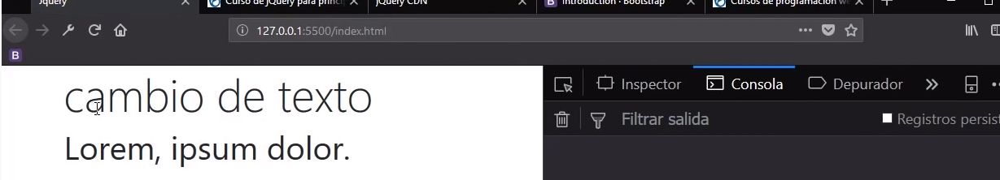 Jquery Curso de JQuery para princi jQuery CDN Introduction · Bootstrap Cursos de programación we
127.0.0.1:5500/index.html
B
cambio de texto
Lorem, ipsum dolor.
Inspector Consola Depurador
Filtrar salida Registros persist